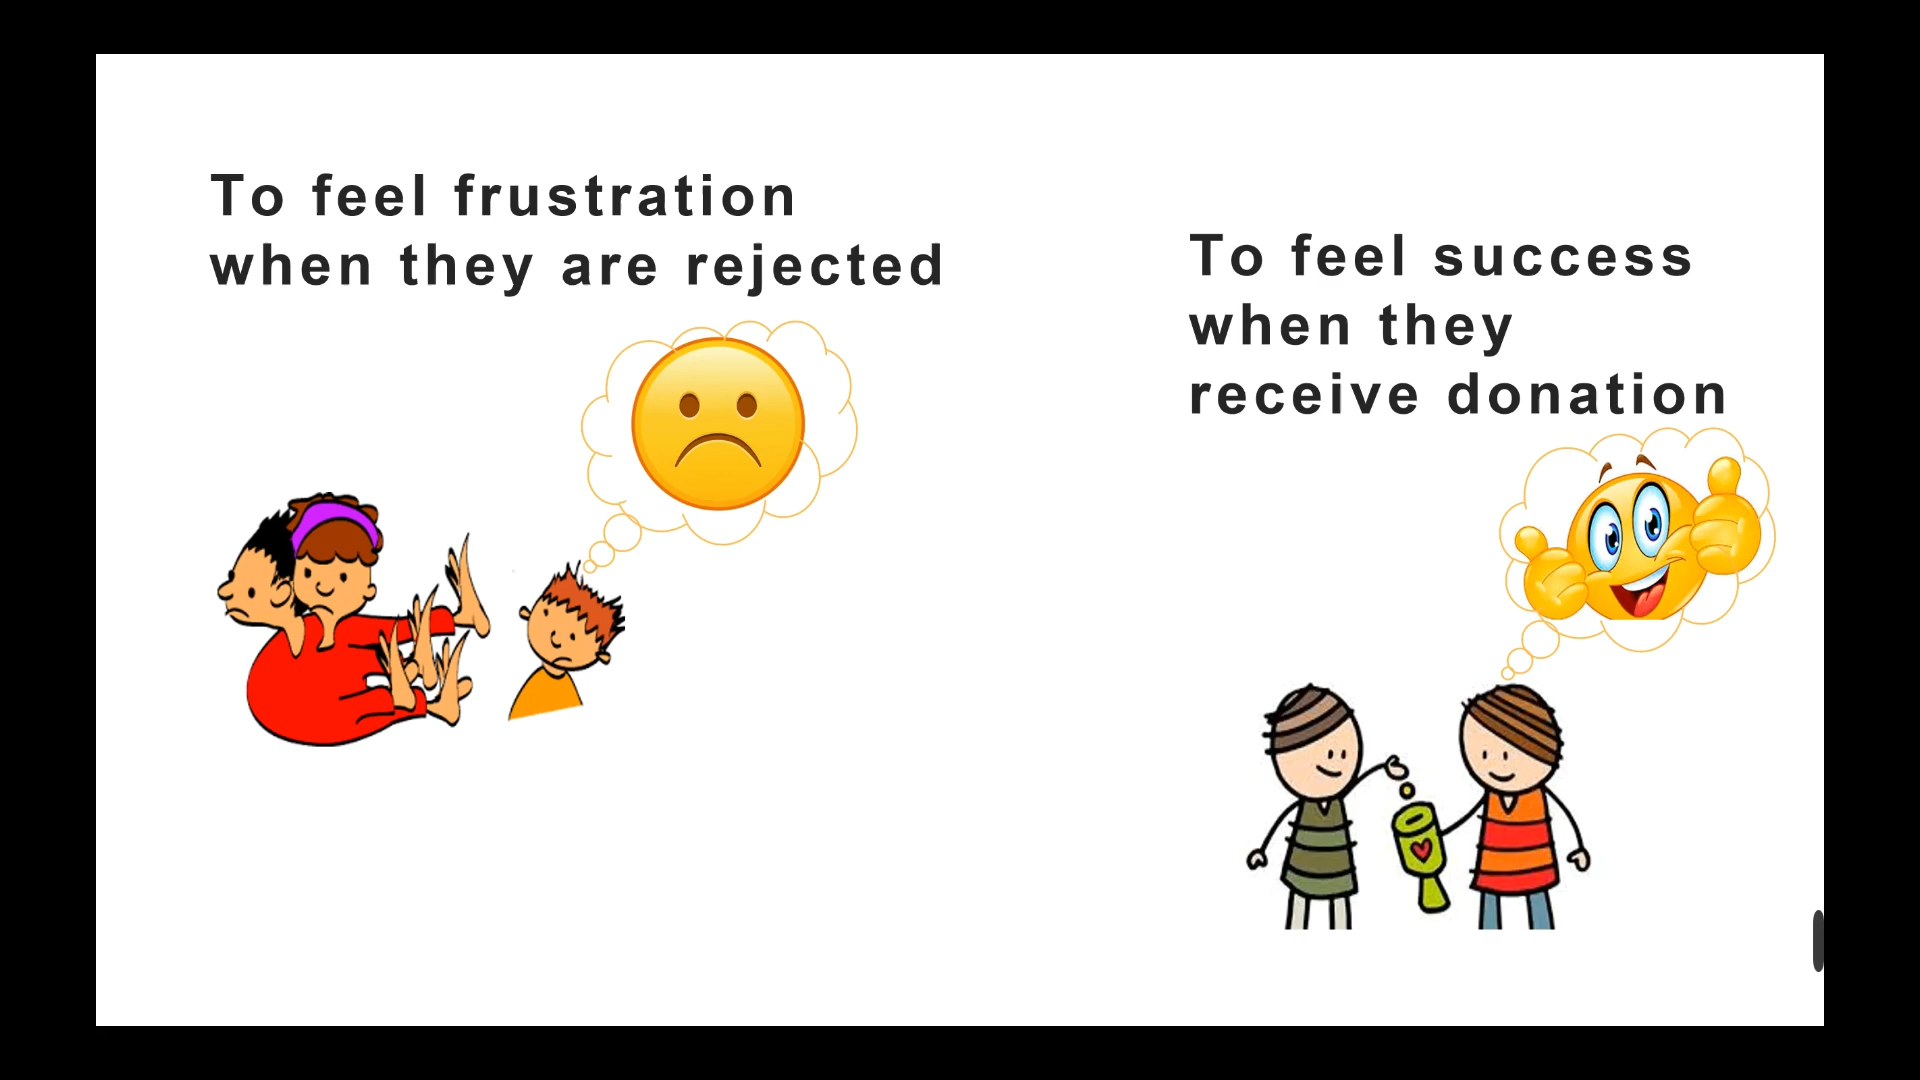 To feel frustration
when they are rejected
To feel success
when they
receive donation